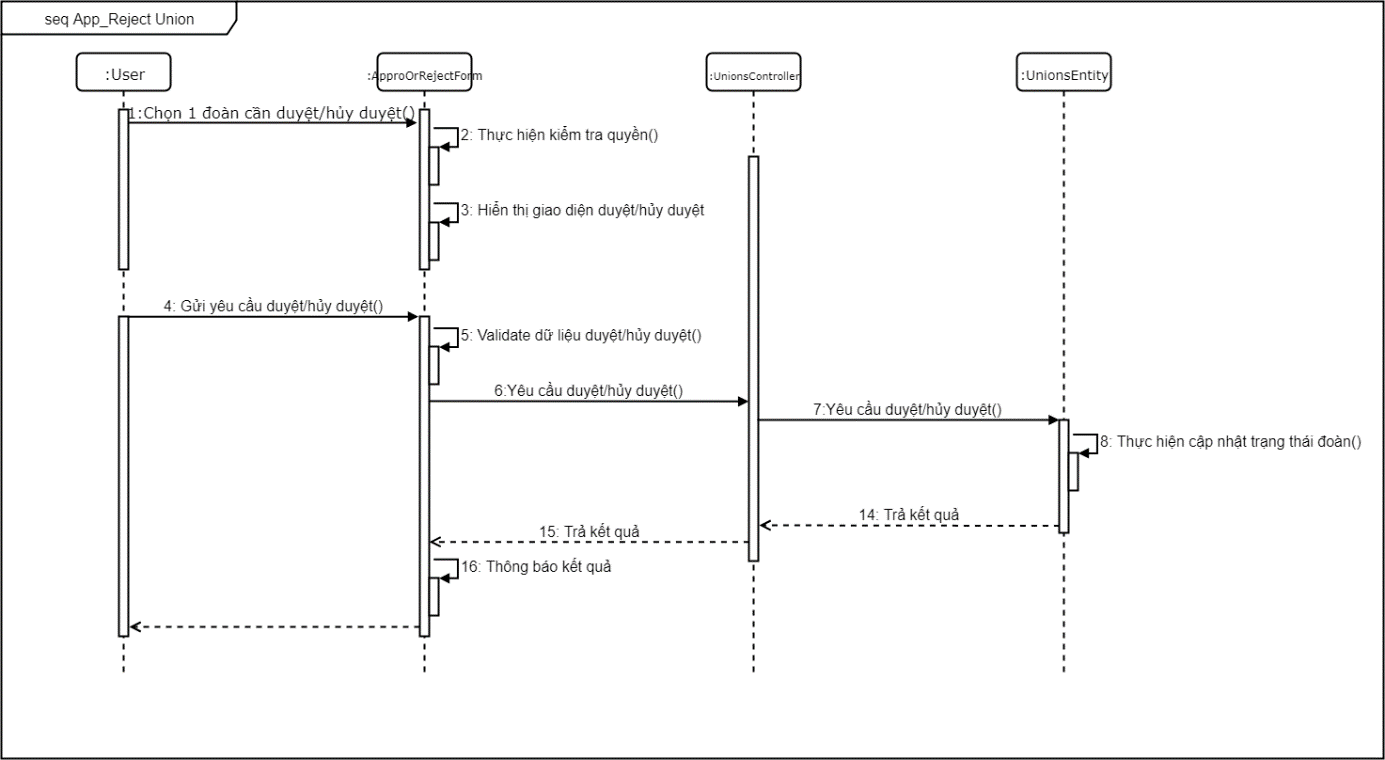 seq App_Reject Union
:User
:ApproOrRejectForm
:UnionsController
:UnionsEntity
1:Chọn 1 đoàn cần duyệt/hủy duyệt()
2: Thực hiện kiểm tra quyền()
3: Hiển thị giao diện duyệt/hủy duyệt
4: Gửi yêu cầu duyệt/hủy duyệt()
5: Validate dữ liệu duyệt/hủy duyệt()
6:Yêu cầu duyệt/hủy duyệt()
7:Yêu cầu duyệt/hủy duyệt()
8: Thực hiện cập nhật trạng thái đoàn()
14: Trả kết quả
15: Trả kết quả
16: Thông báo kết quả